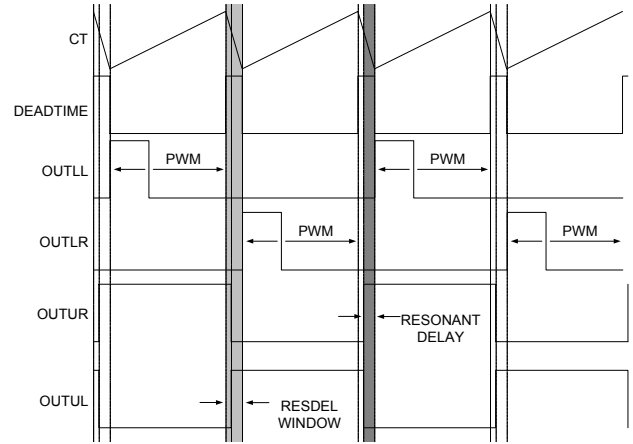 CT
DEADTIME
OUTLL
PWM
PWM
OUTLR
PWM
PWM
OUTUR
RESONANT
DELAY
OUTUL
RESDEL
WINDOW